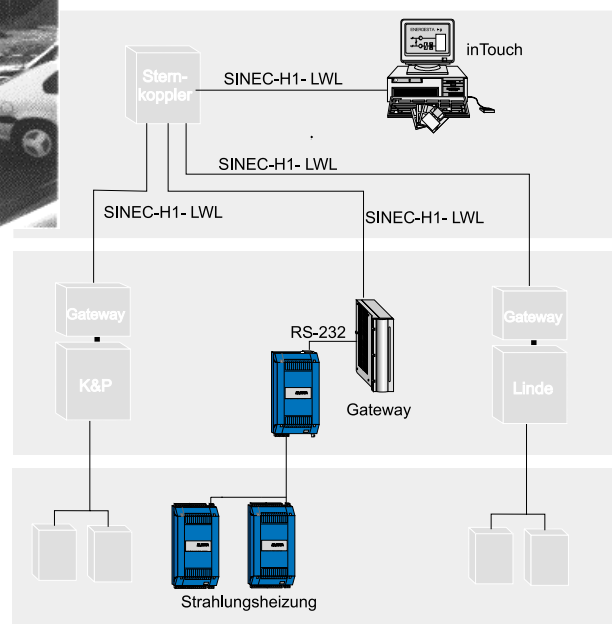 ENERGESTA
inTouch
Stern-
koppler
SINEC-H1- LWL
SINEC-H1- LWL
SINEC-H1- LWL
SINEC-H1- LWL
Gateway
K&P
RS-232
Gateway
Gateway
Linde
Strahlungsheizung